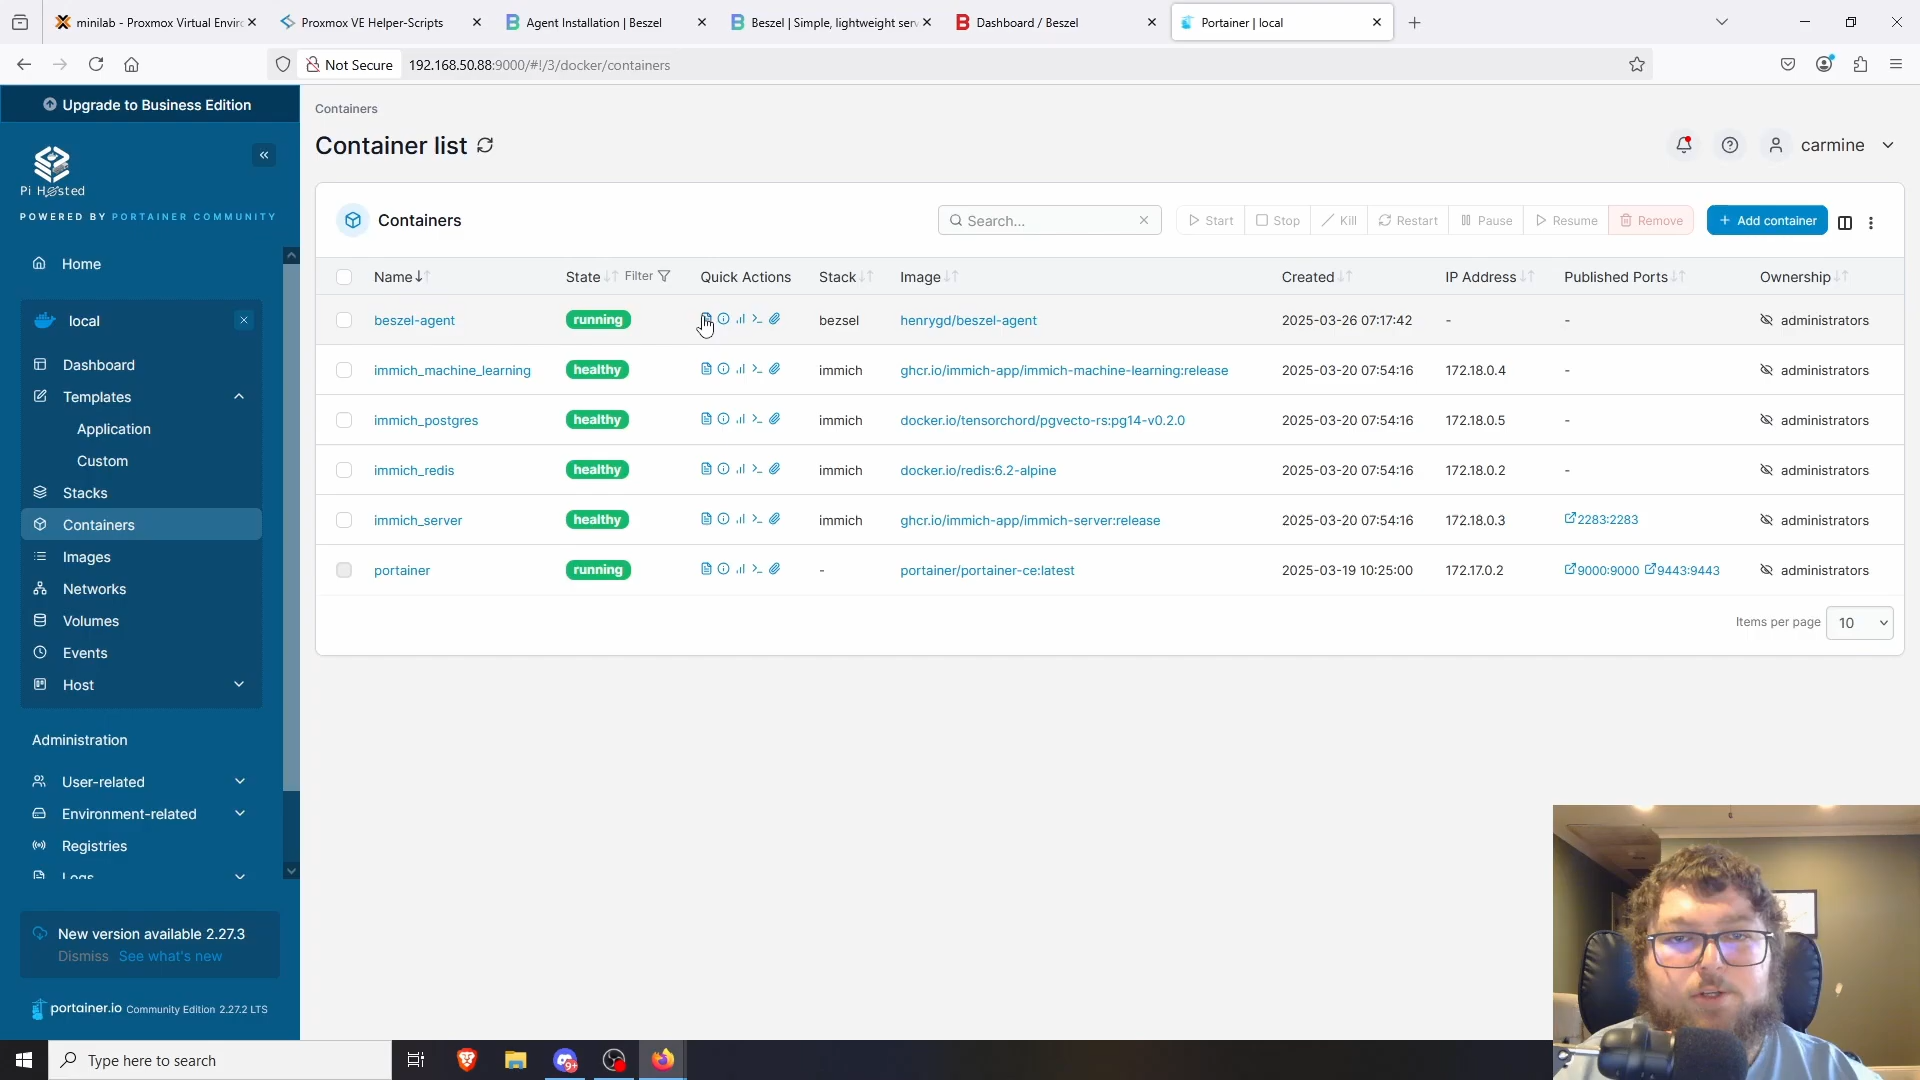 minilab - Proxmox Virtual Envir
Proxmox VE Helper-Scripts
Agent Installation | Beszel
Beszel | Simple, lightweight serv
Dashboard / Beszel
Portainer | local
Not Secure
192.168.50.88:9000/#!/3/docker/containers
Upgrade to Business Edition
Pi Hosted
POWERED BY PORTAINER COMMUNITY
Home
local
Dashboard
Templates
Application
Custom
Stacks
Containers
Images
Networks
Volumes
Events
Host
Administration
User-related
Environment-related
Registries
Logs
New version available 2.27.3
Dismiss See what's new
portainer.io Community Edition 2.27.2 LTS
Containers
Container list
carmine
Containers
Search...
Start
Stop
Kill
Restart
Pause
Resume
Remove
+ Add container
Name State Filter Quick Actions Stack Image Created IP Address Published Ports Ownership
beszel-agent running bezsel henrygd/beszel-agent 2025-03-26 07:17:42 - - administrators
immich_machine_learning healthy immich ghcr.io/immich-app/immich-machine-learning:release 2025-03-20 07:54:16 172.18.0.4 - administrators
immich_postgres healthy immich docker.io/tensorchord/pgvecto-rs:pg14-v0.2.0 2025-03-20 07:54:16 172.18.0.5 - administrators
immich_redis healthy immich docker.io/redis:6.2-alpine 2025-03-20 07:54:16 172.18.0.2 - administrators
immich_server healthy immich ghcr.io/immich-app/immich-server:release 2025-03-20 07:54:16 172.18.0.3 2283:2283 administrators
portainer running - portainer/portainer-ce:latest 2025-03-19 10:25:00 172.17.0.2 9000:9000 9443:9443 administrators
Items per page 10
Type here to search
9+